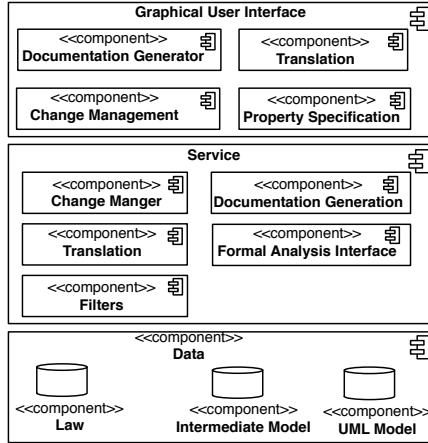 Graphical User Interface
<<component>> <<component>>
Documentation Generator Translation
<<component>> <<component>>
Change Management Property Specification
Service
<<component>> <<component>>
Change Manger Documentation Generation
<<component>> <<component>>
Translation Formal Analysis Interface
<<component>>
Filters
<<component>>
Data
<<component>> <<component>> <<component>>
Law Intermediate Model UML Model